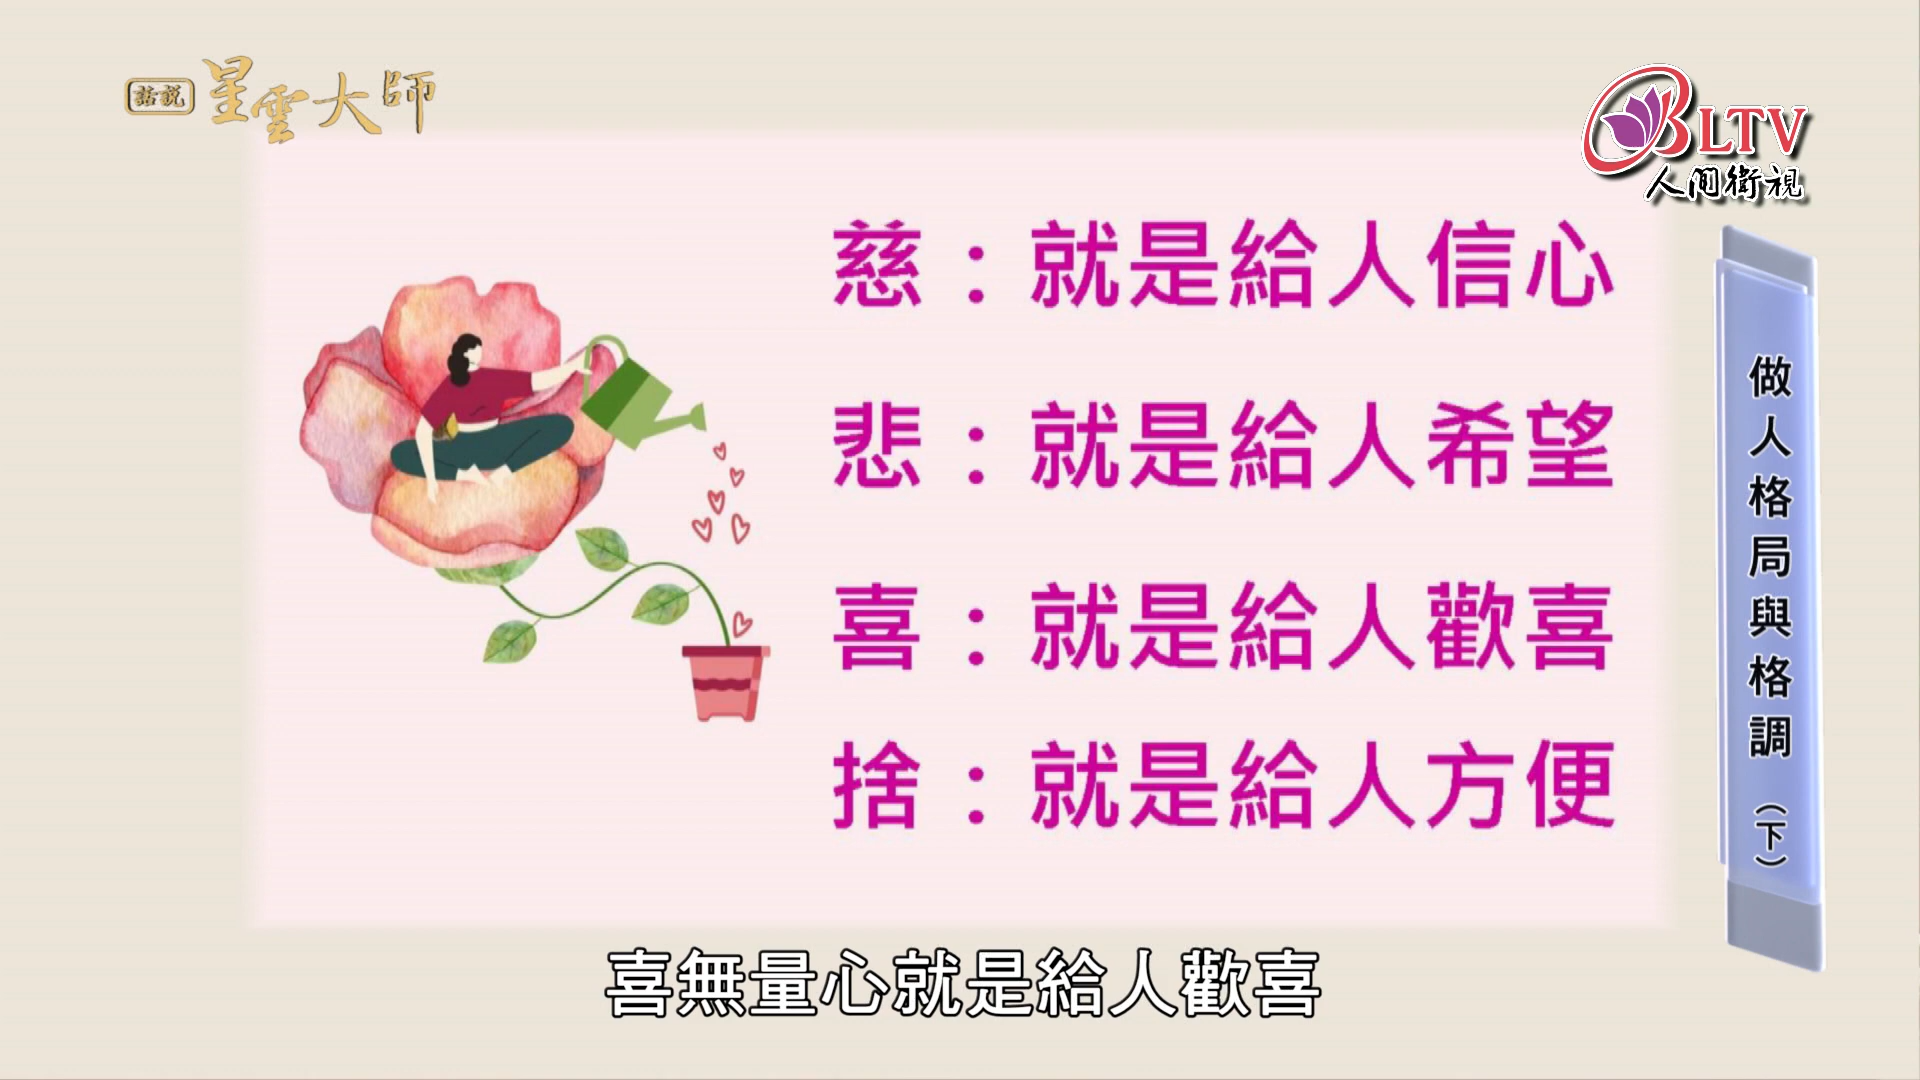 話說 星雲大師
BLTV
人間衛視
慈：就是給人信心
悲：就是給人希望
喜：就是給人歡喜
捨：就是給人方便
做人格局與格調（下）
喜無量心就是給人歡喜